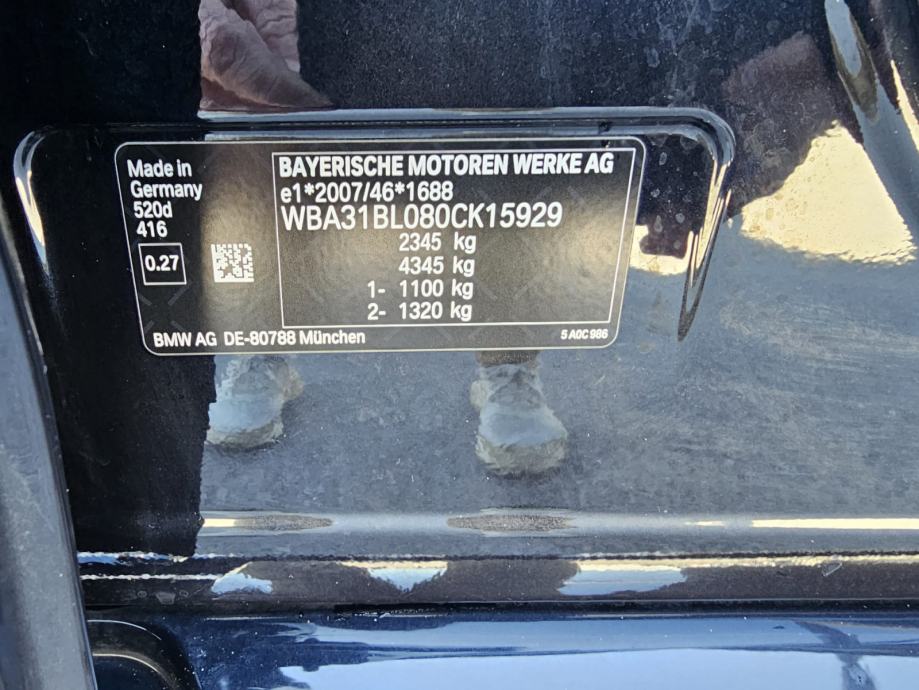 Made in
Germany
520d
416
0.27
BAYERISCHE MOTOREN WERKE AG
e1*2007/46*1688
WBA31BL080CK15929
2345 kg
4345 kg
1- 1100 kg
2- 1320 kg
BMW AG DE-80788 München
5 A0C 986